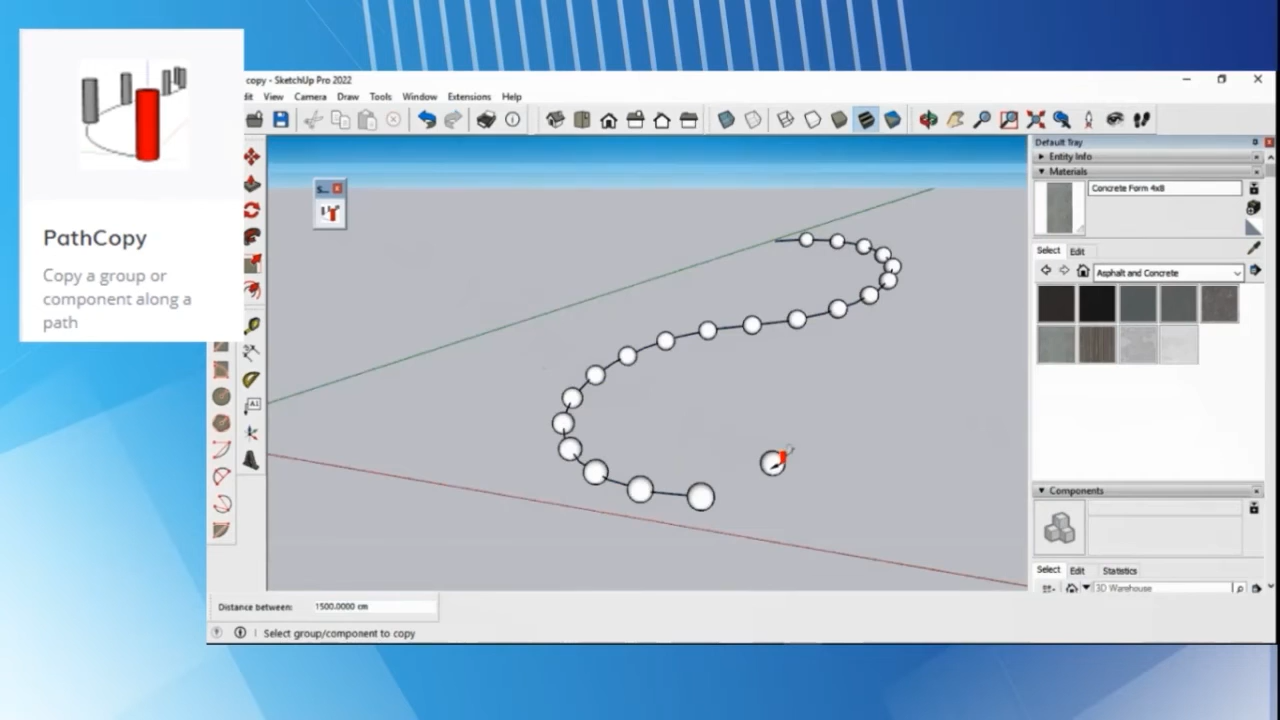 PathCopy
Copy a group or
component along a
path
copy - SketchUp Pro 2022
dit View Camera Draw Tools Window Extensions Help
S...
Default Tray
Entity Info
Materials
Concrete Form 4x8
Select Edit
Asphalt and Concrete
Components
Select Edit Statistics
3D Warehouse
A1
Distance between: 1500.0000 cm
Select group/component to copy